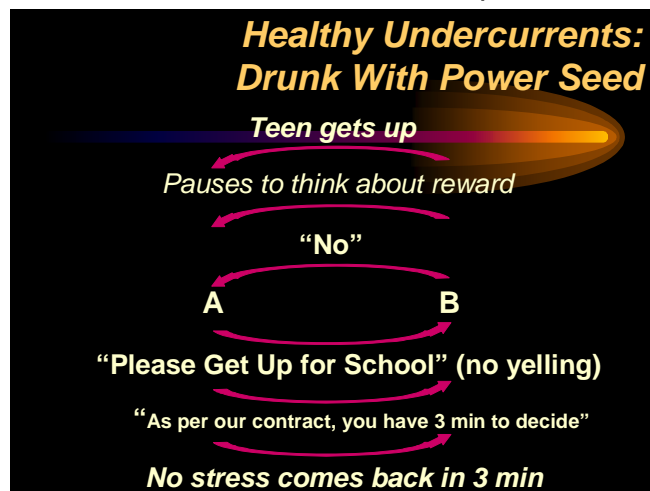 Healthy Undercurrents:
Drunk With Power Seed
Teen gets up
Pauses to think about reward
“No”
A B
“Please Get Up for School” (no yelling)
“As per our contract, you have 3 min to decide”
No stress comes back in 3 min